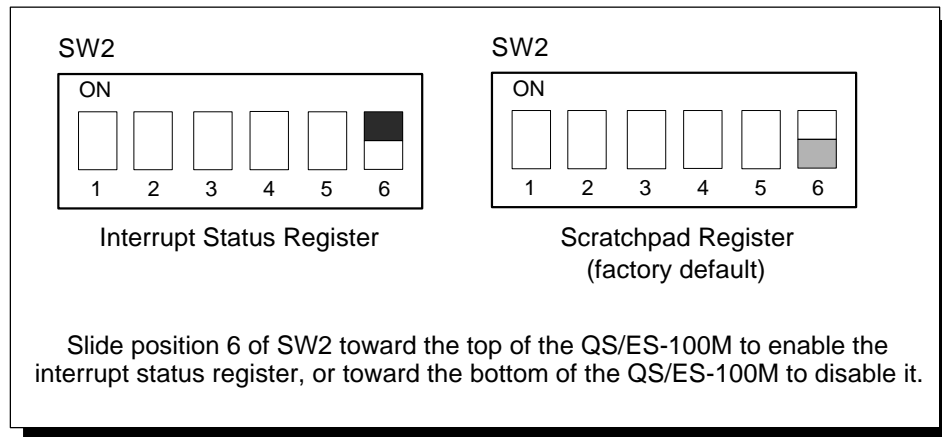 SW2
ON
1 2 3 4 5 6
Interrupt Status Register
SW2
ON
1 2 3 4 5 6
Scratchpad Register
(factory default)
Slide position 6 of SW2 toward the top of the QS/ES-100M to enable the
interrupt status register, or toward the bottom of the QS/ES-100M to disable it.